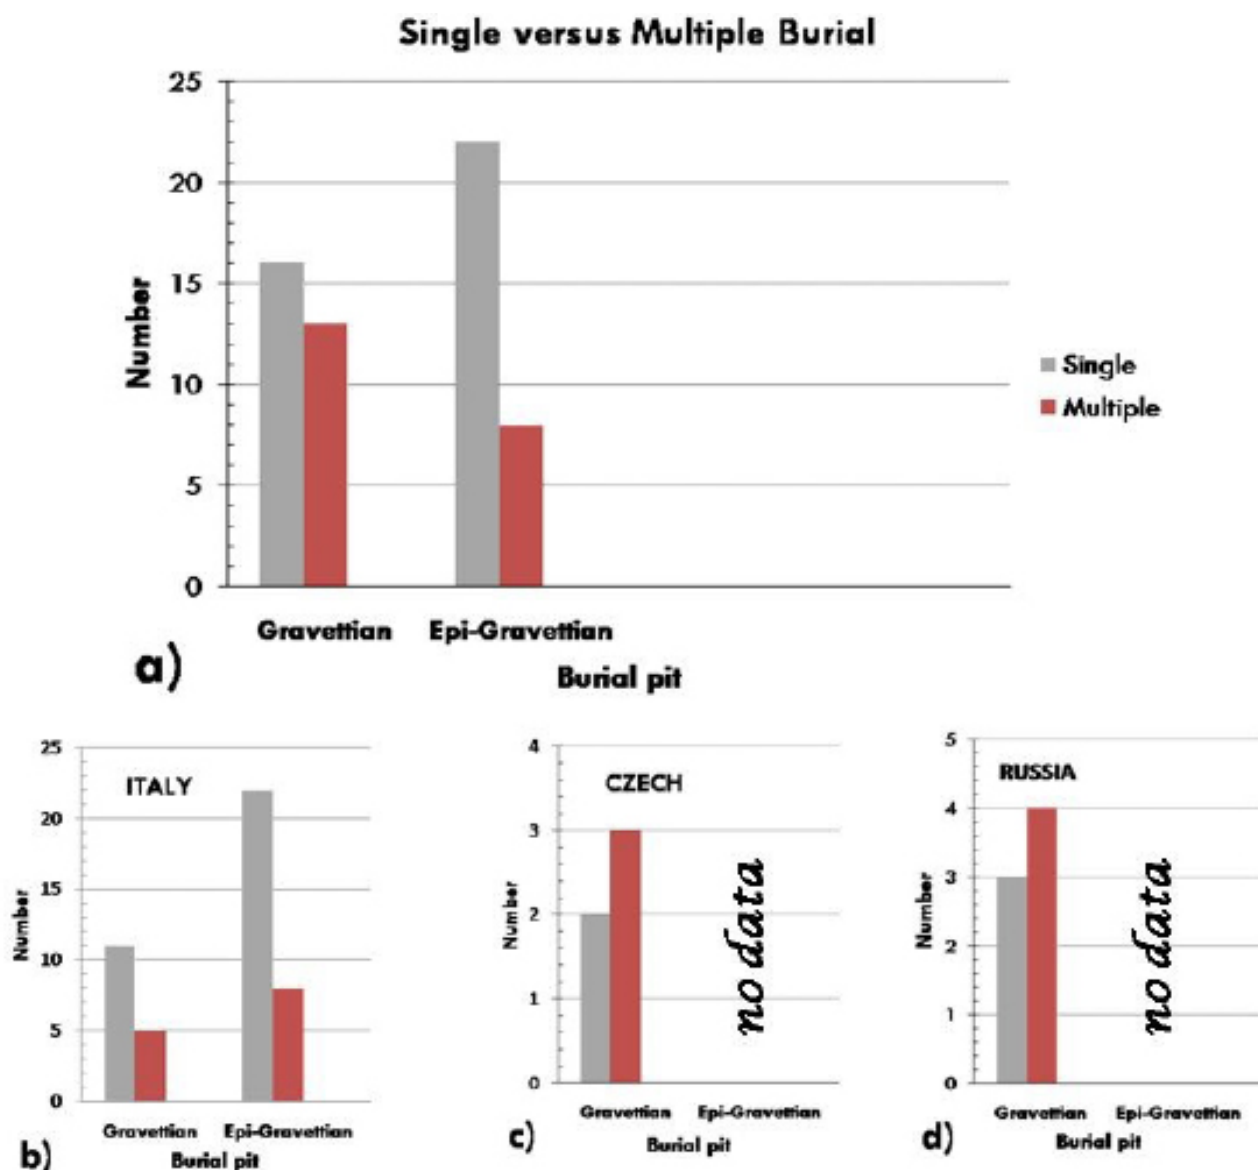 Single versus Multiple Burial
25
20
15
10
5
0
Number
Single
Multiple
Gravettian Epi-Gravettian
a)
Burial pit
25
20
15
10
5
0
Number
ITALY
Gravettian Epi-Gravettian
b)
Burial pit
4
3
2
1
0
Number
CZECH
no data
Gravettian Epi-Gravettian
c)
Burial pit
5
4
3
2
1
0
Number
RUSSIA
no data
Gravettian Epi-Gravettian
d)
Burial pit